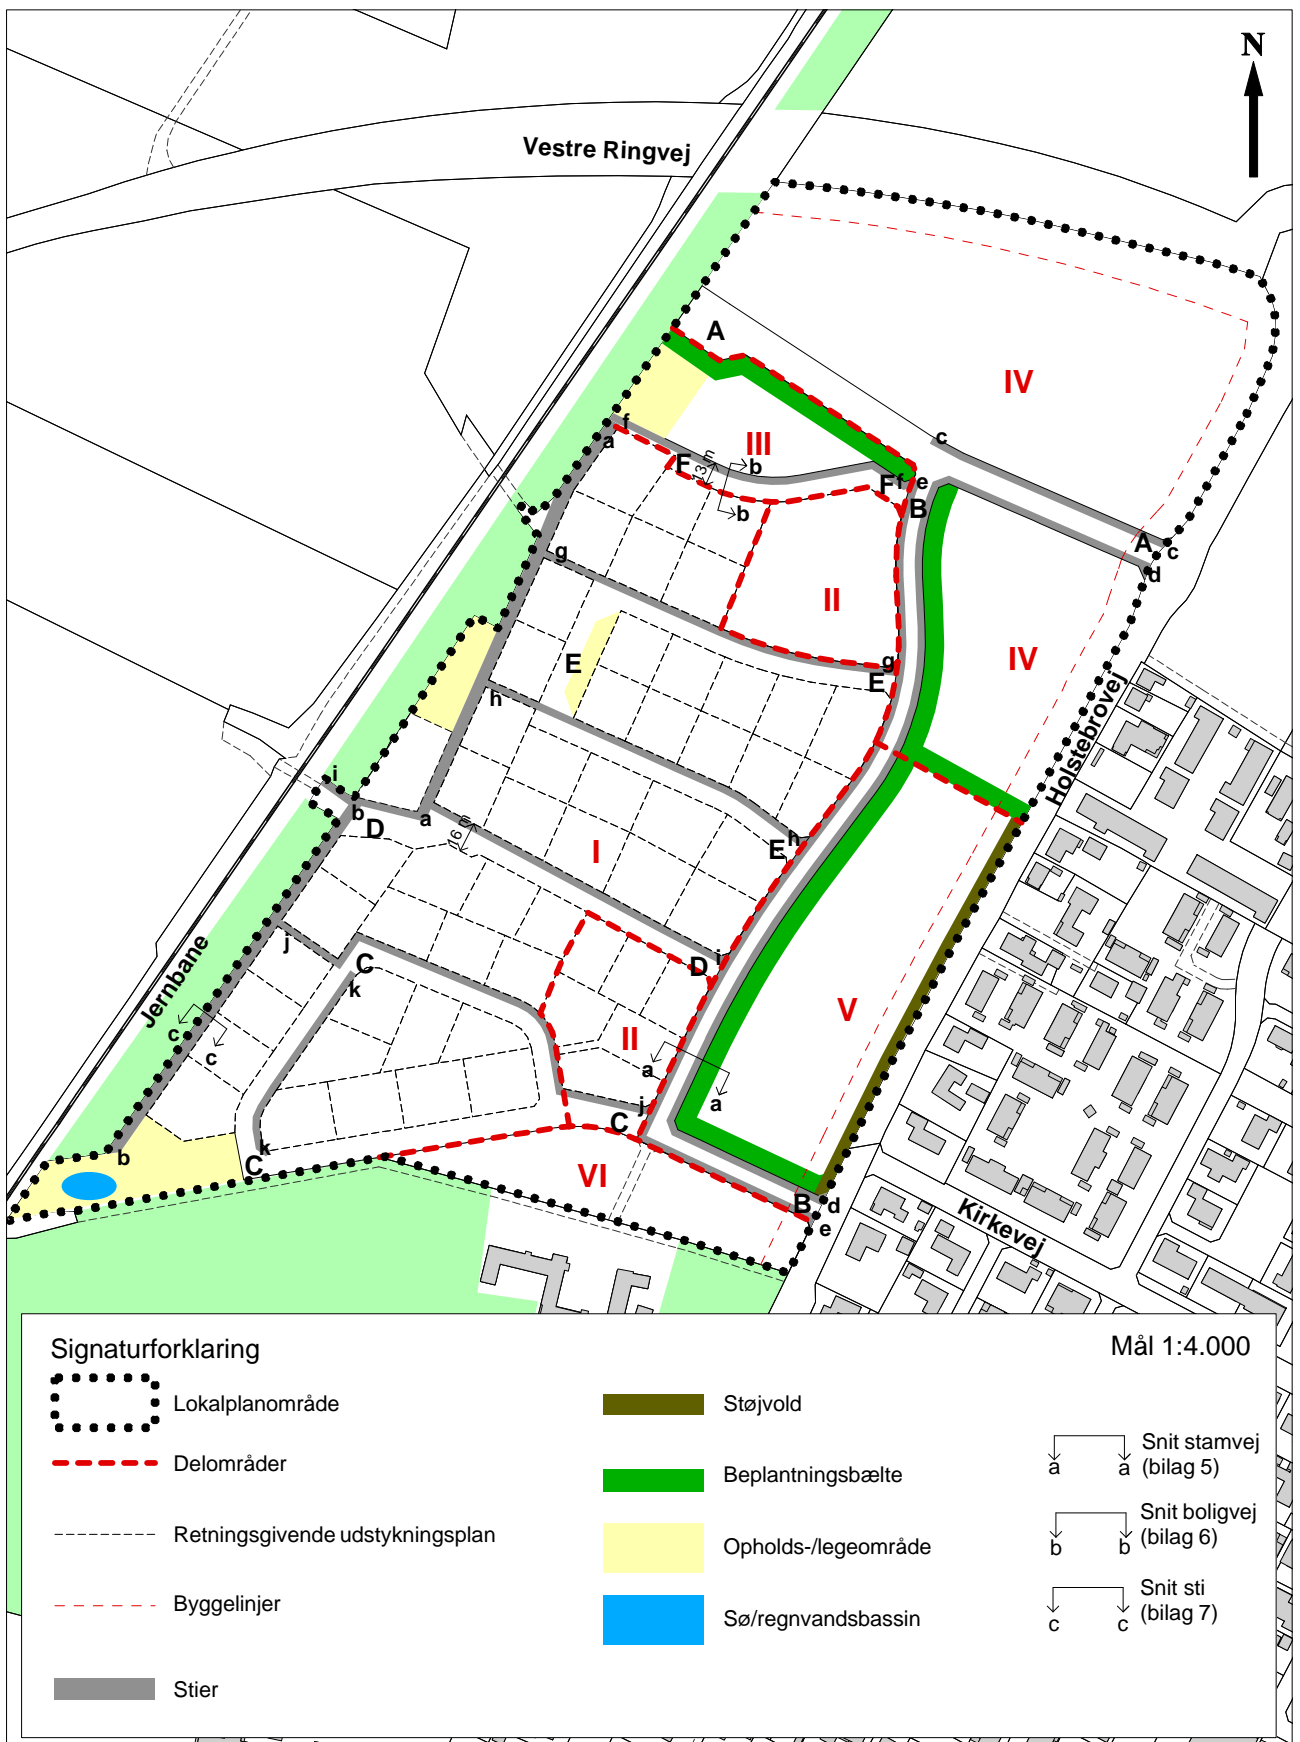 N
Vestre Ringvej
A
IV
c
f
a
III
F
13 m
b
b
F
f
e
B
A
c
d
g
II
IV
E
g
E
h
Holstebrovej
i
b
D
a
16 m
I
h
E
j
C
k
D
i
V
Jernbane
c
c
II
a
a
j
C
b
k
C
VI
B
d
e
Kirkevej
Signaturforklaring
Mål 1:4.000
Lokalplanområde
Delområder
Retningsgivende udstykningsplan
Byggelinjer
Stier
Støjvold
Beplantningsbælte
Opholds-/legeområde
Sø/regnvandsbassin
a a Snit stamvej
(bilag 5)
b b Snit boligvej
(bilag 6)
c c Snit sti
(bilag 7)